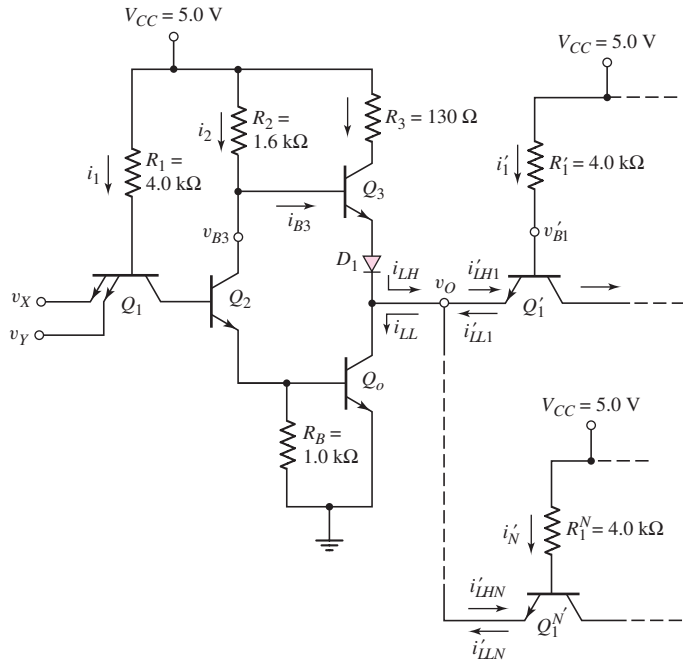 V_CC = 5.0 V
V_CC = 5.0 V
i_1
R_1 =
4.0 kΩ
i_2
R_2 =
1.6 kΩ
R_3 = 130 Ω
i'_1
R'_1 = 4.0 kΩ
v_B3
i_B3
Q_3
v'_B1
D_1
i_LH
v_O
i'_LH1
v_X
v_Y
Q_1
Q_2
i_LL
i'_LL1
Q'_1
Q_o
R_B =
1.0 kΩ
V_CC = 5.0 V
i'_N
R_1^N = 4.0 kΩ
i'_LHN
i'_LLN
Q_1^N'